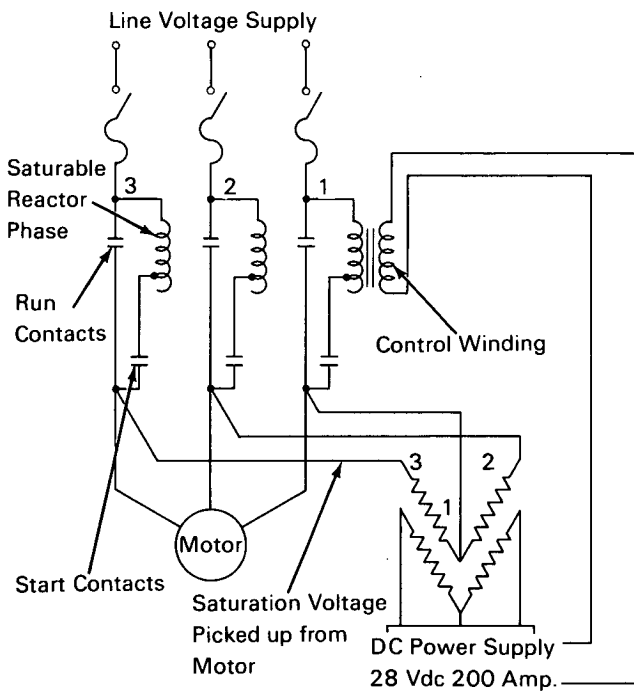 Line Voltage Supply
Saturable
Reactor
Phase
3
2
1
Run
Contacts
Control Winding
3
2
1
Motor
Start Contacts
Saturation Voltage
Picked up from
Motor
DC Power Supply
28 Vdc 200 Amp.